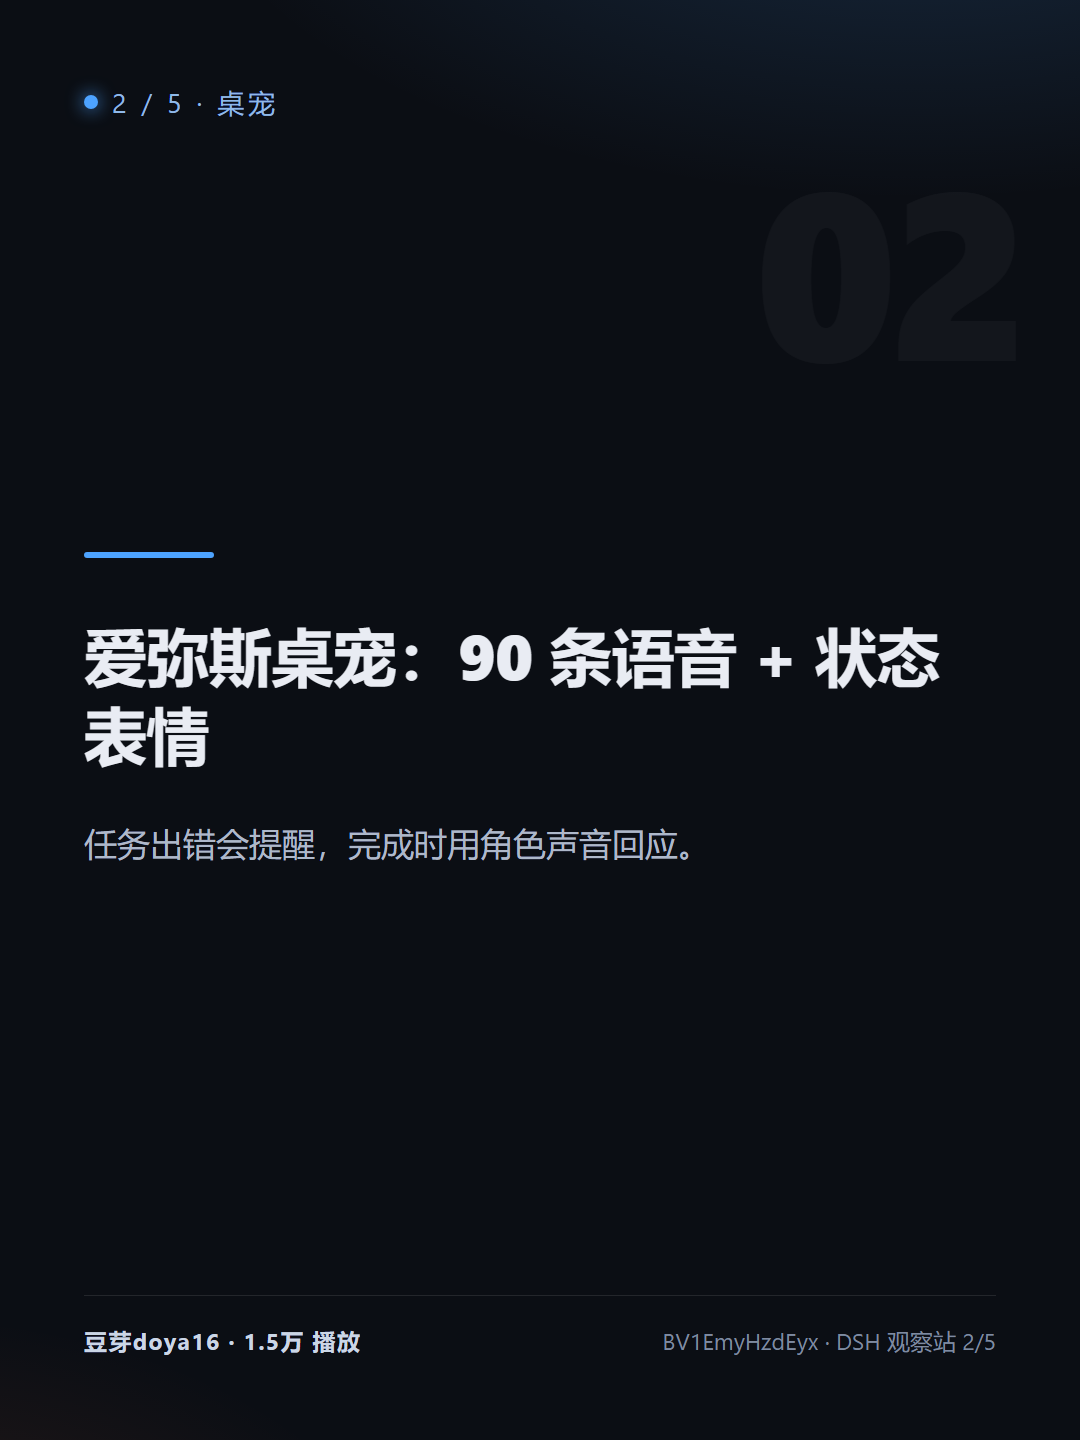 2 / 5 · 桌宠
02
爱弥斯桌宠：90 条语音 + 状态
表情
任务出错会提醒，完成时用角色声音回应。
豆芽doya16 · 1.5万 播放
BV1EmyHzdEyx · DSH 观察站 2/5